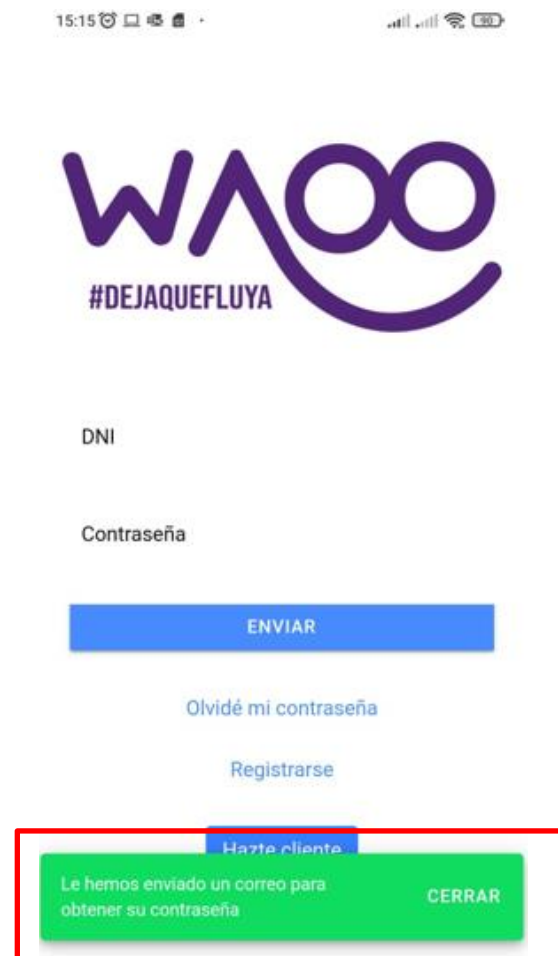 15:15
90
WAOO
#DEJAQUEFLUYA
DNI
Contraseña
ENVIAR
Olvidé mi contraseña
Registrarse
Hazte cliente
Le hemos enviado un correo para
obtener su contraseña
CERRAR